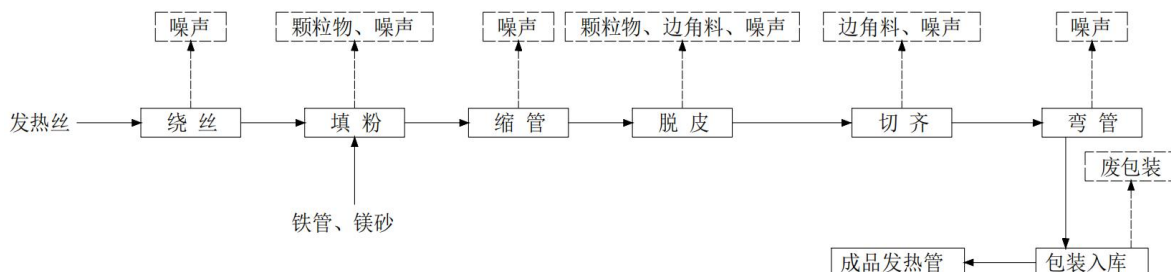 噪声
颗粒物、噪声
噪声
颗粒物、边角料、噪声
边角料、噪声
噪声
发热丝
绕 丝
填 粉
缩 管
脱 皮
切 齐
弯 管
废包装
铁管、镁砂
成品发热管
包装入库